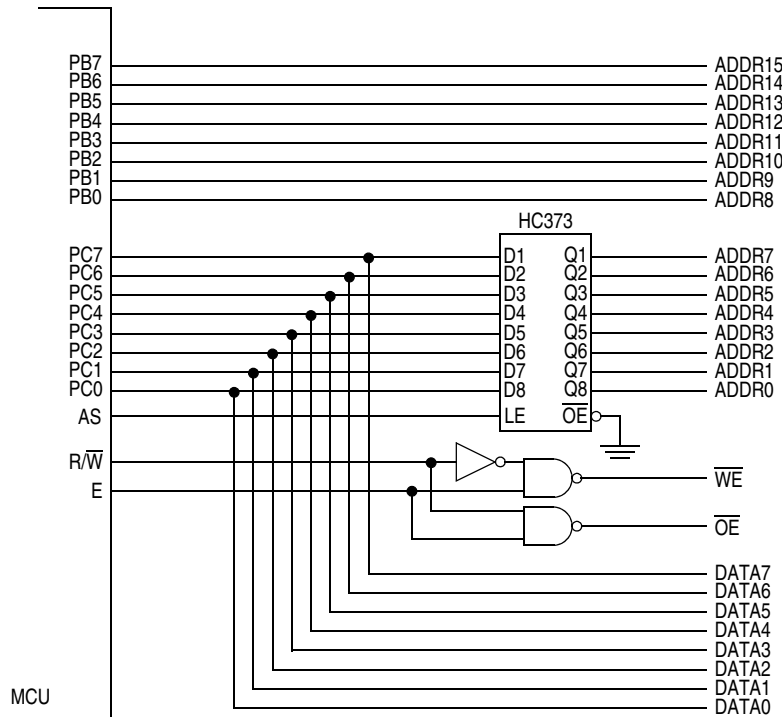 PB7 ADDR15
PB6 ADDR14
PB5 ADDR13
PB4 ADDR12
PB3 ADDR11
PB2 ADDR10
PB1 ADDR9
PB0 ADDR8
HC373
PC7 D1 Q1 ADDR7
PC6 D2 Q2 ADDR6
PC5 D3 Q3 ADDR5
PC4 D4 Q4 ADDR4
PC3 D5 Q5 ADDR3
PC2 D6 Q6 ADDR2
PC1 D7 Q7 ADDR1
PC0 D8 Q8 ADDR0
AS LE O̅E̅
R/W̅
W̅E̅
E
O̅E̅
DATA7
DATA6
DATA5
DATA4
DATA3
DATA2
DATA1
MCU
DATA0